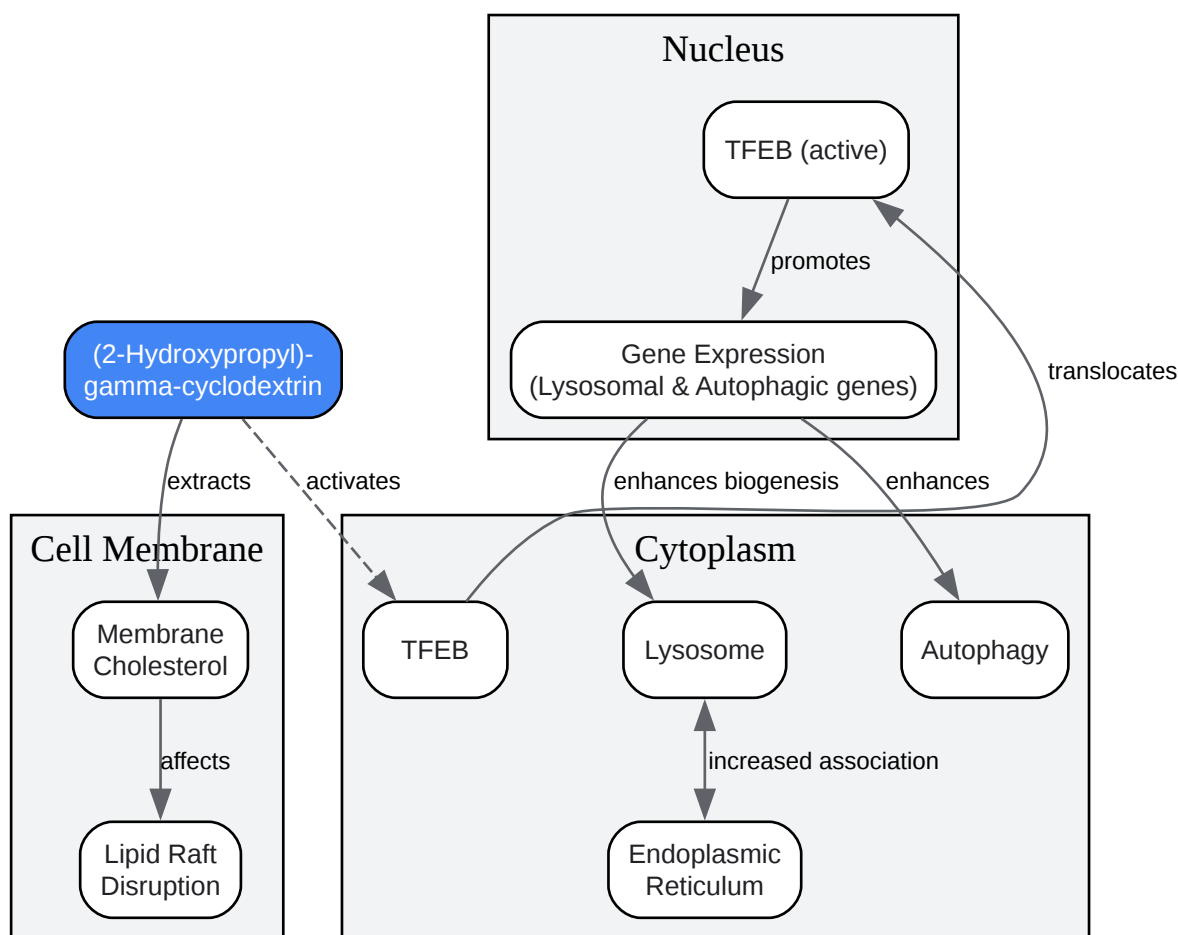 Nucleus
TFEB (active)
promotes
(2-Hydroxypropyl)-
gamma-cyclodextrin
Gene Expression
(Lysosomal & Autophagic genes)
translocates
extracts
activates
enhances biogenesis
enhances
Cell Membrane
Cytoplasm
Membrane
Cholesterol
TFEB
Lysosome
Autophagy
affects
increased association
Lipid Raft
Disruption
Endoplasmic
Reticulum